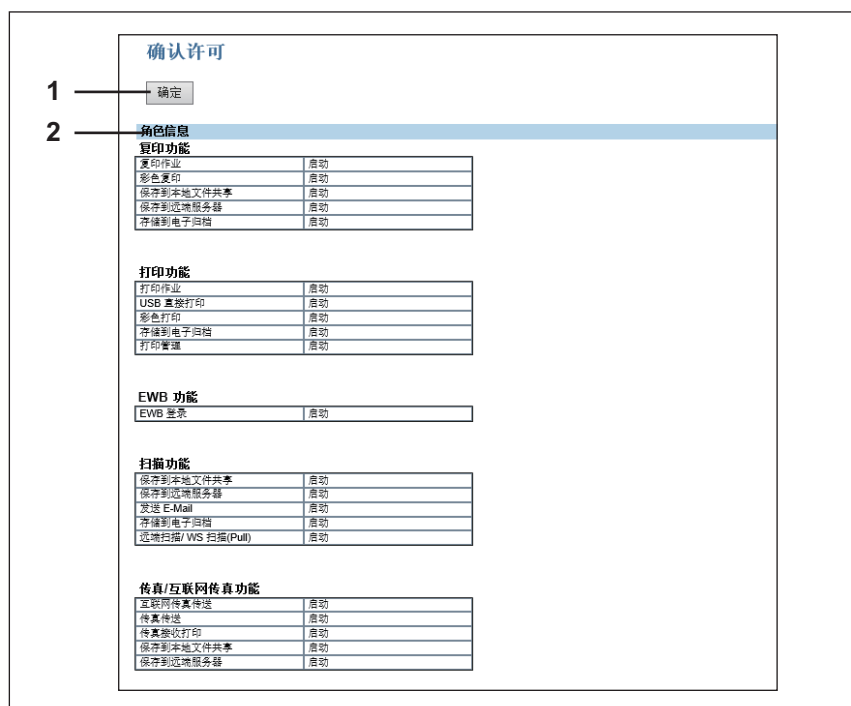 确认许可
1 确定
2 角色信息
复印功能
复印作业 启动
彩色复印 启动
保存到本地文件共享 启动
保存到远端服务器 启动
存储到电子归档 启动
打印功能
打印作业 启动
USB 直接打印 启动
彩色打印 启动
存储到电子归档 启动
打印管理 启动
EWB 功能
EWB 登录 启动
扫描功能
保存到本地文件共享 启动
保存到远端服务器 启动
发送 E-Mail 启动
存储到电子归档 启动
远端扫描/ WS 扫描(Pull) 启动
传真/互联网传真功能
互联网传真传送 启动
传真传送 启动
传真接收打印 启动
保存到本地文件共享 启动
保存到远端服务器 启动